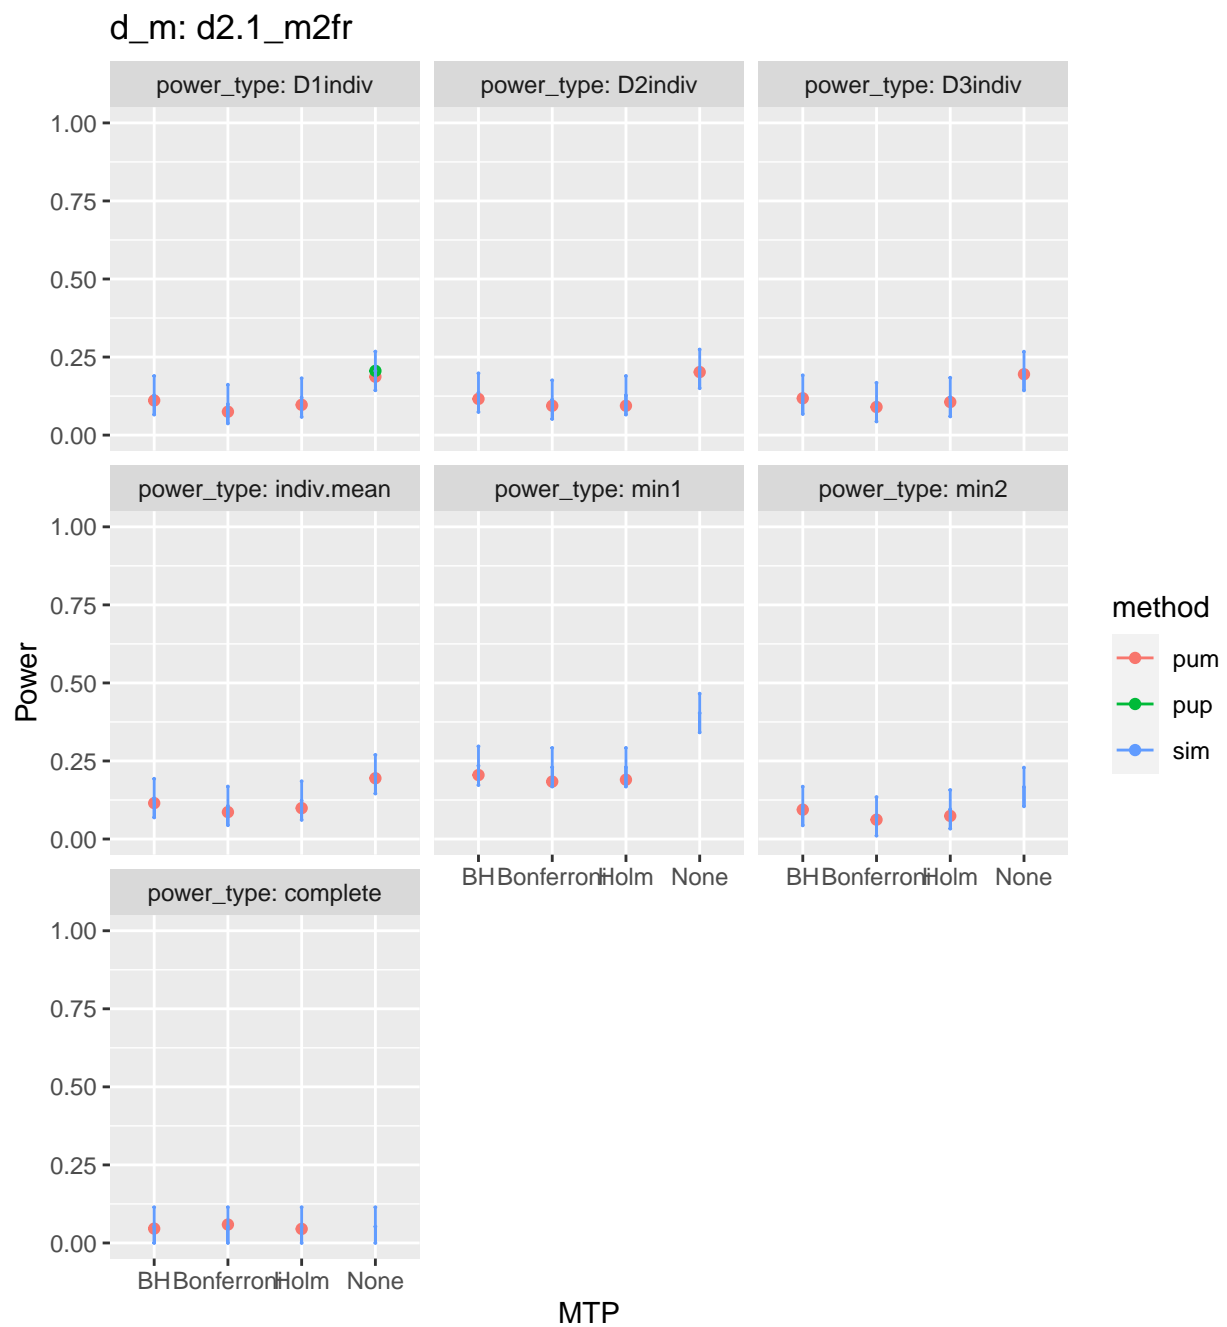 d_m: d2.1_m2fr
power_type: D1indiv
power_type: D2indiv
power_type: D3indiv
1.00
0.75
0.50
0.25
0.00
power_type: indiv.mean
power_type: min1
power_type: min2
1.00
0.75
0.50
0.25
0.00
BH Bonferroni Holm None
BH Bonferroni Holm None
power_type: complete
1.00
0.75
0.50
0.25
0.00
BH Bonferroni Holm None
MTP
Power
method
pum
pup
sim